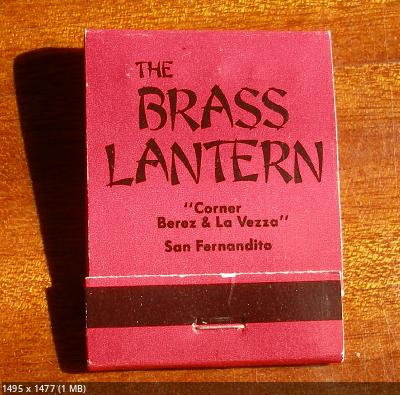 THE
BRASS
LANTERN
"Corner
Berez & La Vezza"
San Fernandito
1495 x 1477 (1 MB)